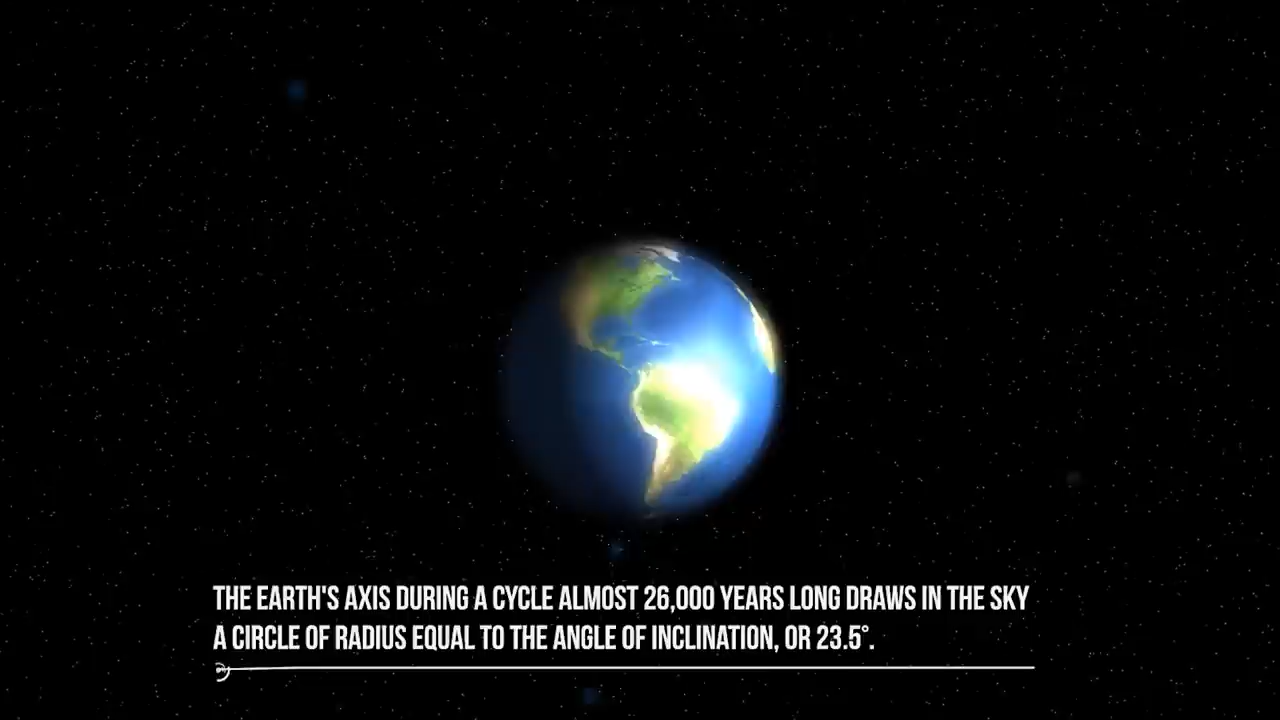 THE EARTH'S AXIS DURING A CYCLE ALMOST 26,000 YEARS LONG DRAWS IN THE SKY
A CIRCLE OF RADIUS EQUAL TO THE ANGLE OF INCLINATION, OR 23.5°.